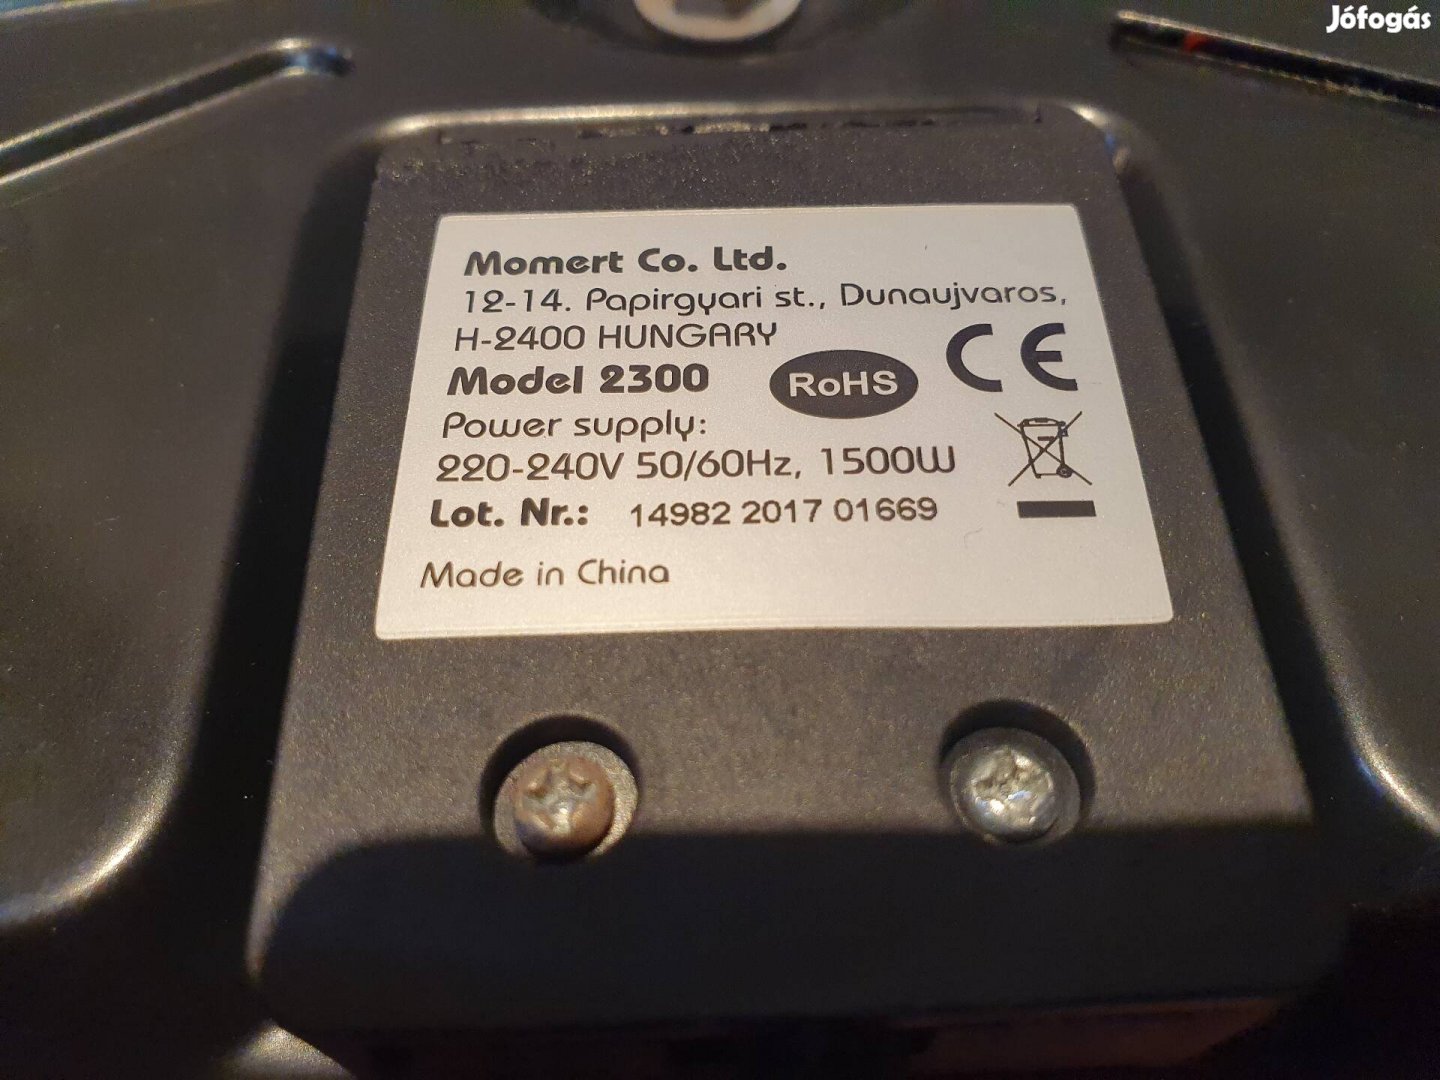 Jófogás
Momert Co. Ltd.
12-14. Papirgyari st., Dunaujvaros,
H-2400 HUNGARY
Model 2300
RoHS
CE
Power supply:
220-240V 50/60Hz, 1500W
Lot. Nr.: 14982 2017 01669
Made in China